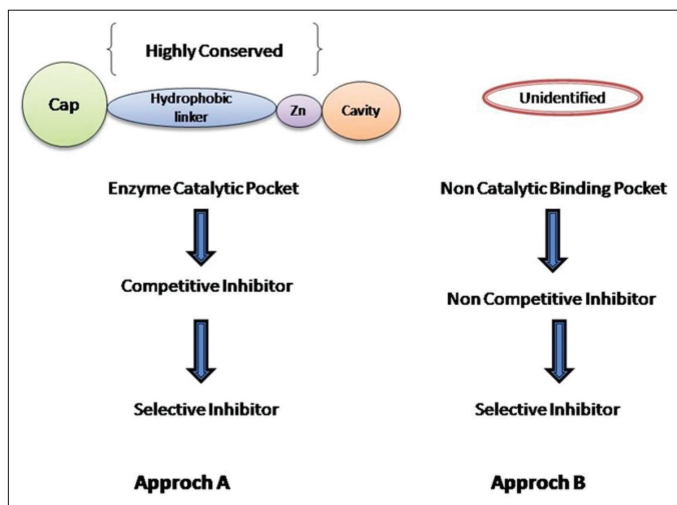 Highly Conserved
Cap
Hydrophobic
linker
Zn
Cavity
Unidentified
Enzyme Catalytic Pocket
Competitive Inhibitor
Selective Inhibitor
Approch A
Non Catalytic Binding Pocket
Non Competitive Inhibitor
Selective Inhibitor
Approch B